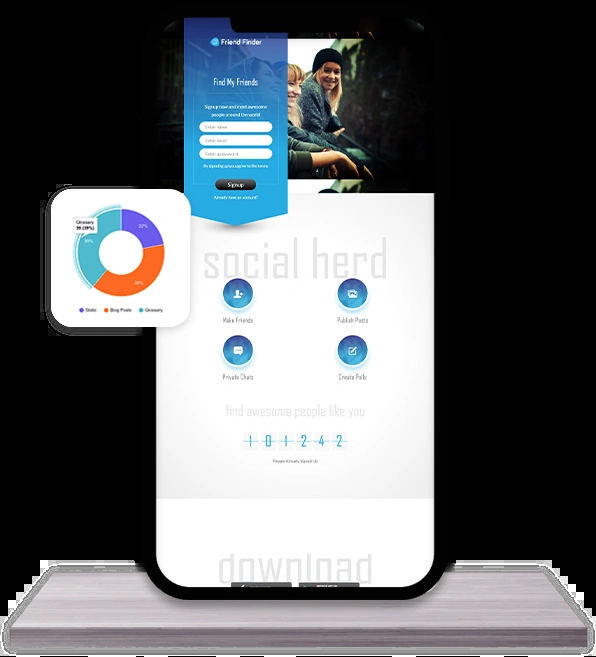 Friend Finder
Find My Friends
Signup now and meet awesome
people around the world
Enter name
Enter email
Enter a password
By signing up you agree to the terms
Signup
Already have an account?
Glossary
39 (39%)
22%
39%
39%
Static
Blog Posts
Glossary
social herd
Make Friends
Publish Posts
Private Chats
Create Polls
find awesome people like you
1 0 1 2 4 2
People Already Signed Up
download